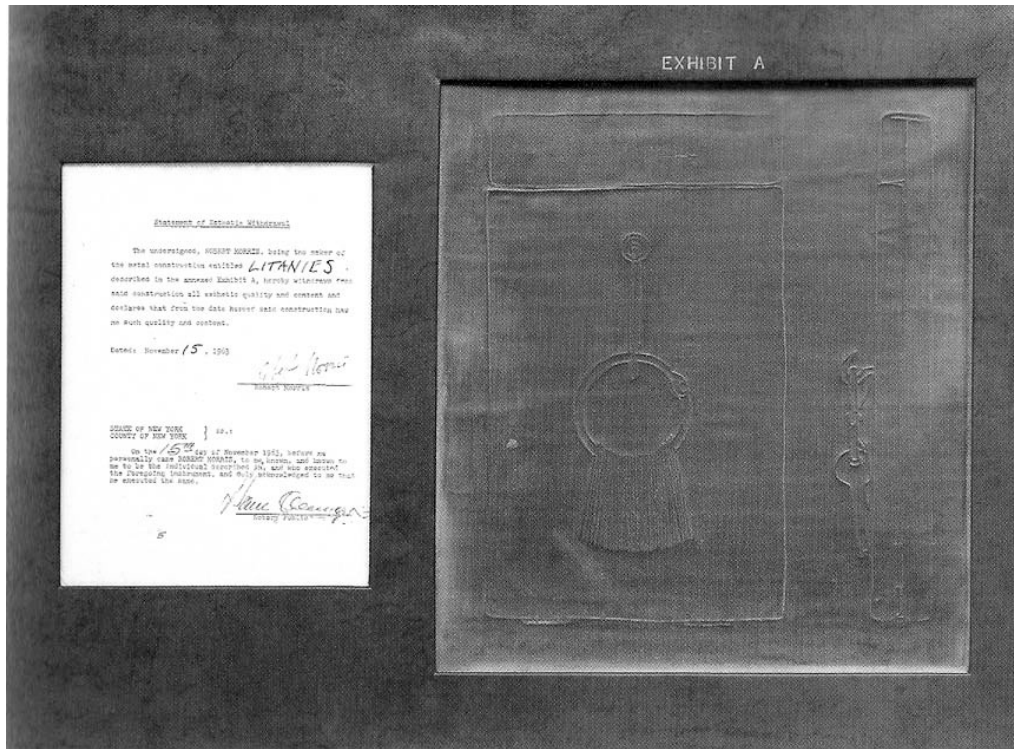 EXHIBIT A
Statement of Esthetic Withdrawal
The undersigned, ROBERT MORRIS, being the maker of
the metal construction entitled LITANIES
described in the annexed Exhibit A, hereby withdraws from
said construction all esthetic quality and content and
declares that from the date hereof said construction has
no such quality and content.
Dated: November 15, 1963
Robert Morris
STATE OF NEW YORK
COUNTY OF NEW YORK } ss.:
On the 15th day of November 1963, before me
personally came ROBERT MORRIS, to me known, and known to
me to be the individual described in, and who executed
the foregoing instrument, and duly acknowledged to me that
he executed the same.
Notary Public